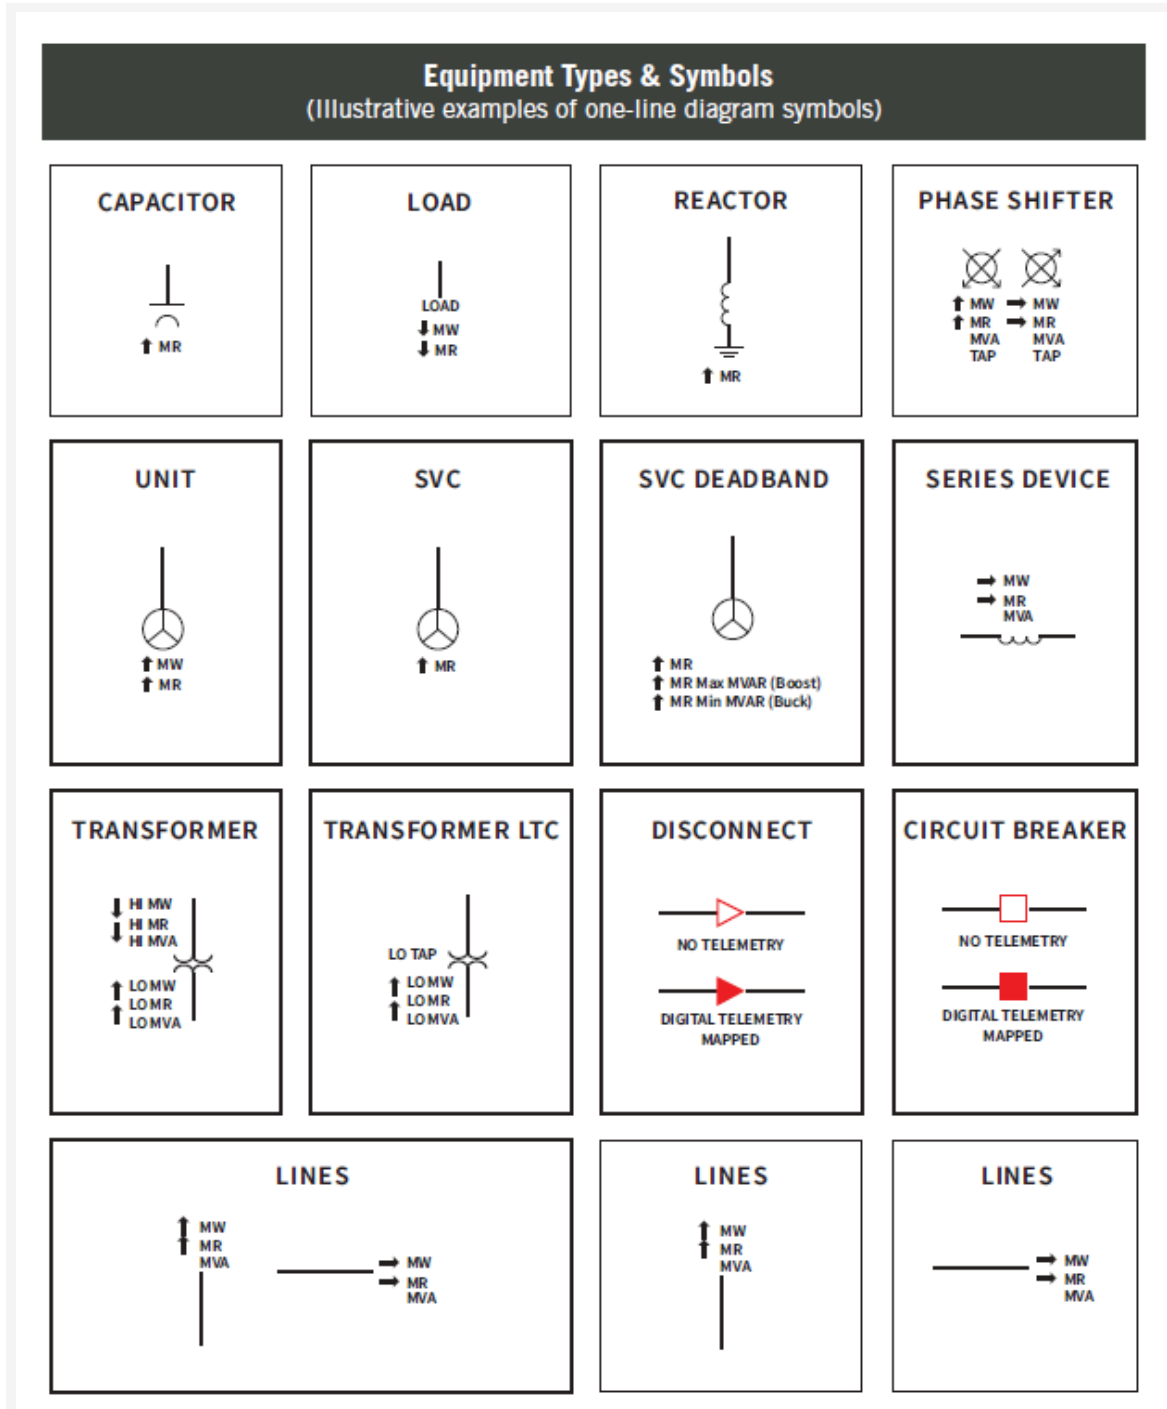 Equipment Types & Symbols
(Illustrative examples of one-line diagram symbols)
CAPACITOR
MR
LOAD
LOAD
MW
MR
REACTOR
MR
PHASE SHIFTER
MW MW
MR MR
MVA MVA
TAP TAP
UNIT
MW
MR
SVC
MR
SVC DEADBAND
MR
MR Max MVAR (Boost)
MR Min MVAR (Buck)
SERIES DEVICE
MW
MR
MVA
TRANSFORMER
HI MW
HI MR
HI MVA
LO MW
LO MR
LO MVA
TRANSFORMER LTC
LO TAP
LO MW
LO MR
LO MVA
DISCONNECT
NO TELEMETRY
DIGITAL TELEMETRY
MAPPED
CIRCUIT BREAKER
NO TELEMETRY
DIGITAL TELEMETRY
MAPPED
LINES
MW
MR
MVA
MW
MR
MVA
LINES
MW
MR
MVA
LINES
MW
MR
MVA